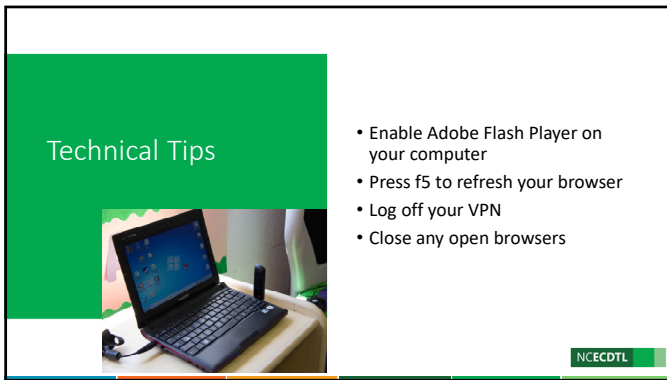 Technical Tips
• Enable Adobe Flash Player on
your computer
• Press f5 to refresh your browser
• Log off your VPN
• Close any open browsers
NCECDTL